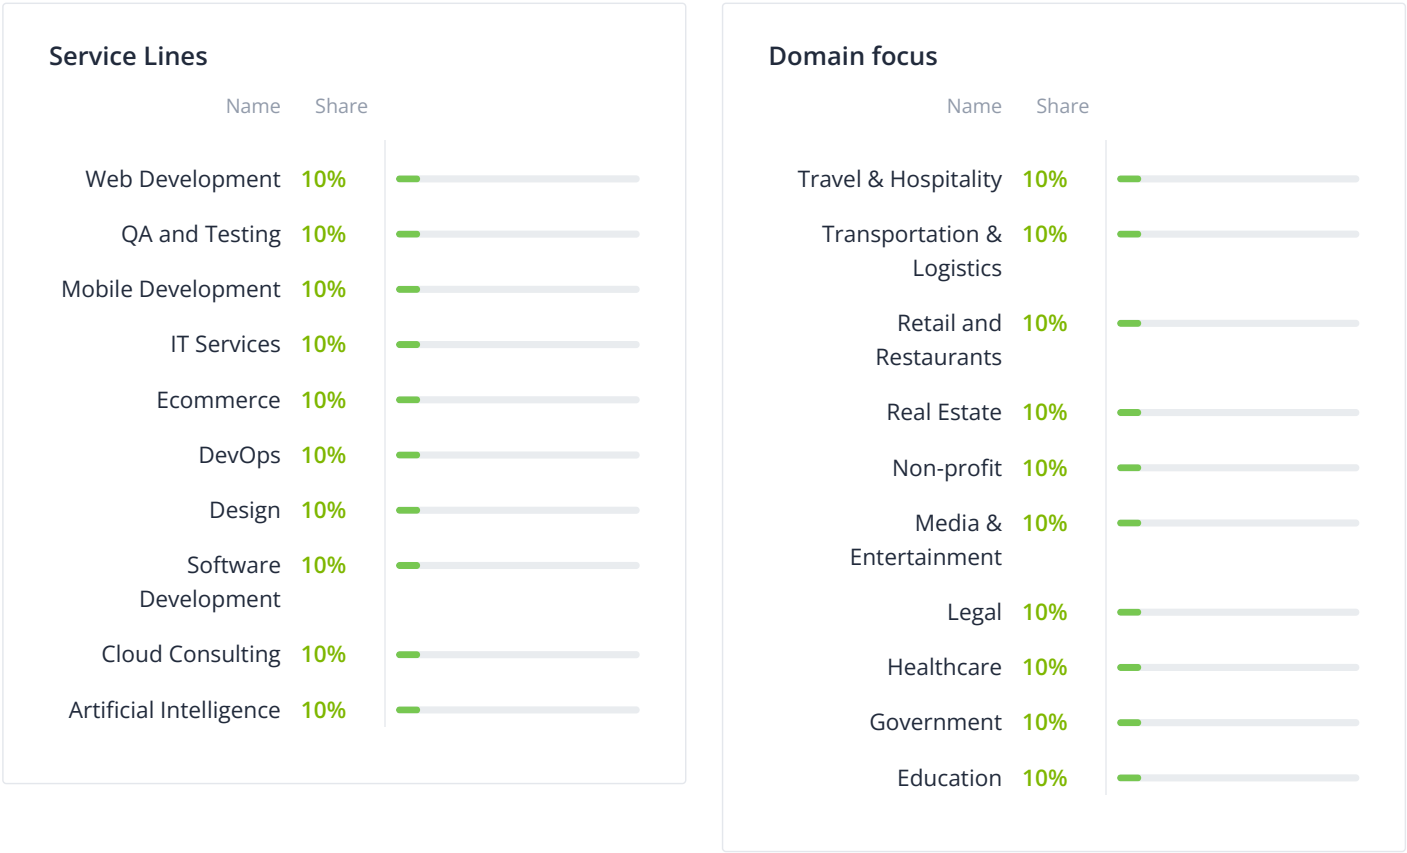 Service Lines
Name Share
Web Development 10%
QA and Testing 10%
Mobile Development 10%
IT Services 10%
Ecommerce 10%
DevOps 10%
Design 10%
Software 10%
Development
Cloud Consulting 10%
Artificial Intelligence 10%
Domain focus
Name Share
Travel & Hospitality 10%
Transportation & 10%
Logistics
Retail and 10%
Restaurants
Real Estate 10%
Non-profit 10%
Media & 10%
Entertainment
Legal 10%
Healthcare 10%
Government 10%
Education 10%